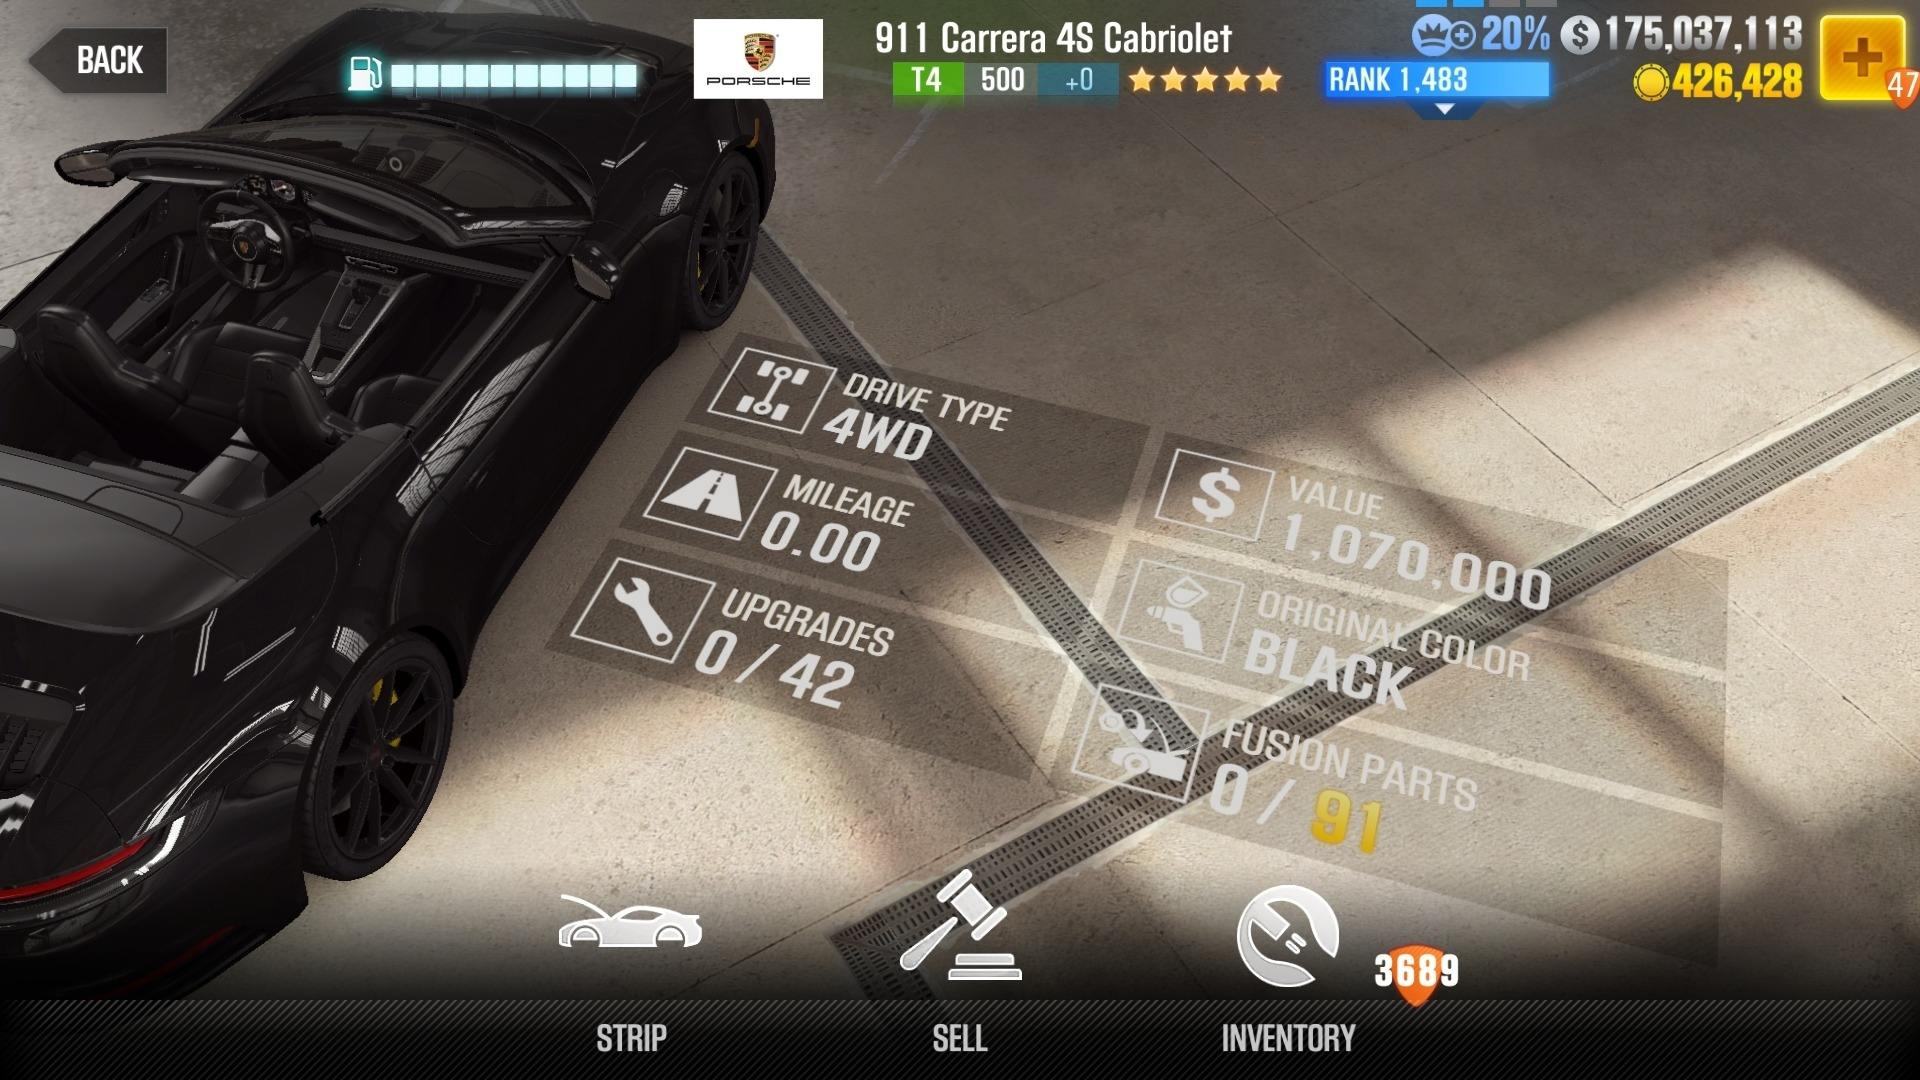 BACK
PORSCHE
911 Carrera 4S Cabriolet
T4 500 +0
20%
175,037,113
RANK 1,483
426,428
47
DRIVE TYPE
4WD
MILEAGE
0.00
UPGRADES
0/42
VALUE
1,070,000
ORIGINAL COLOR
BLACK
FUSION PARTS
0/91
3689
STRIP
SELL
INVENTORY